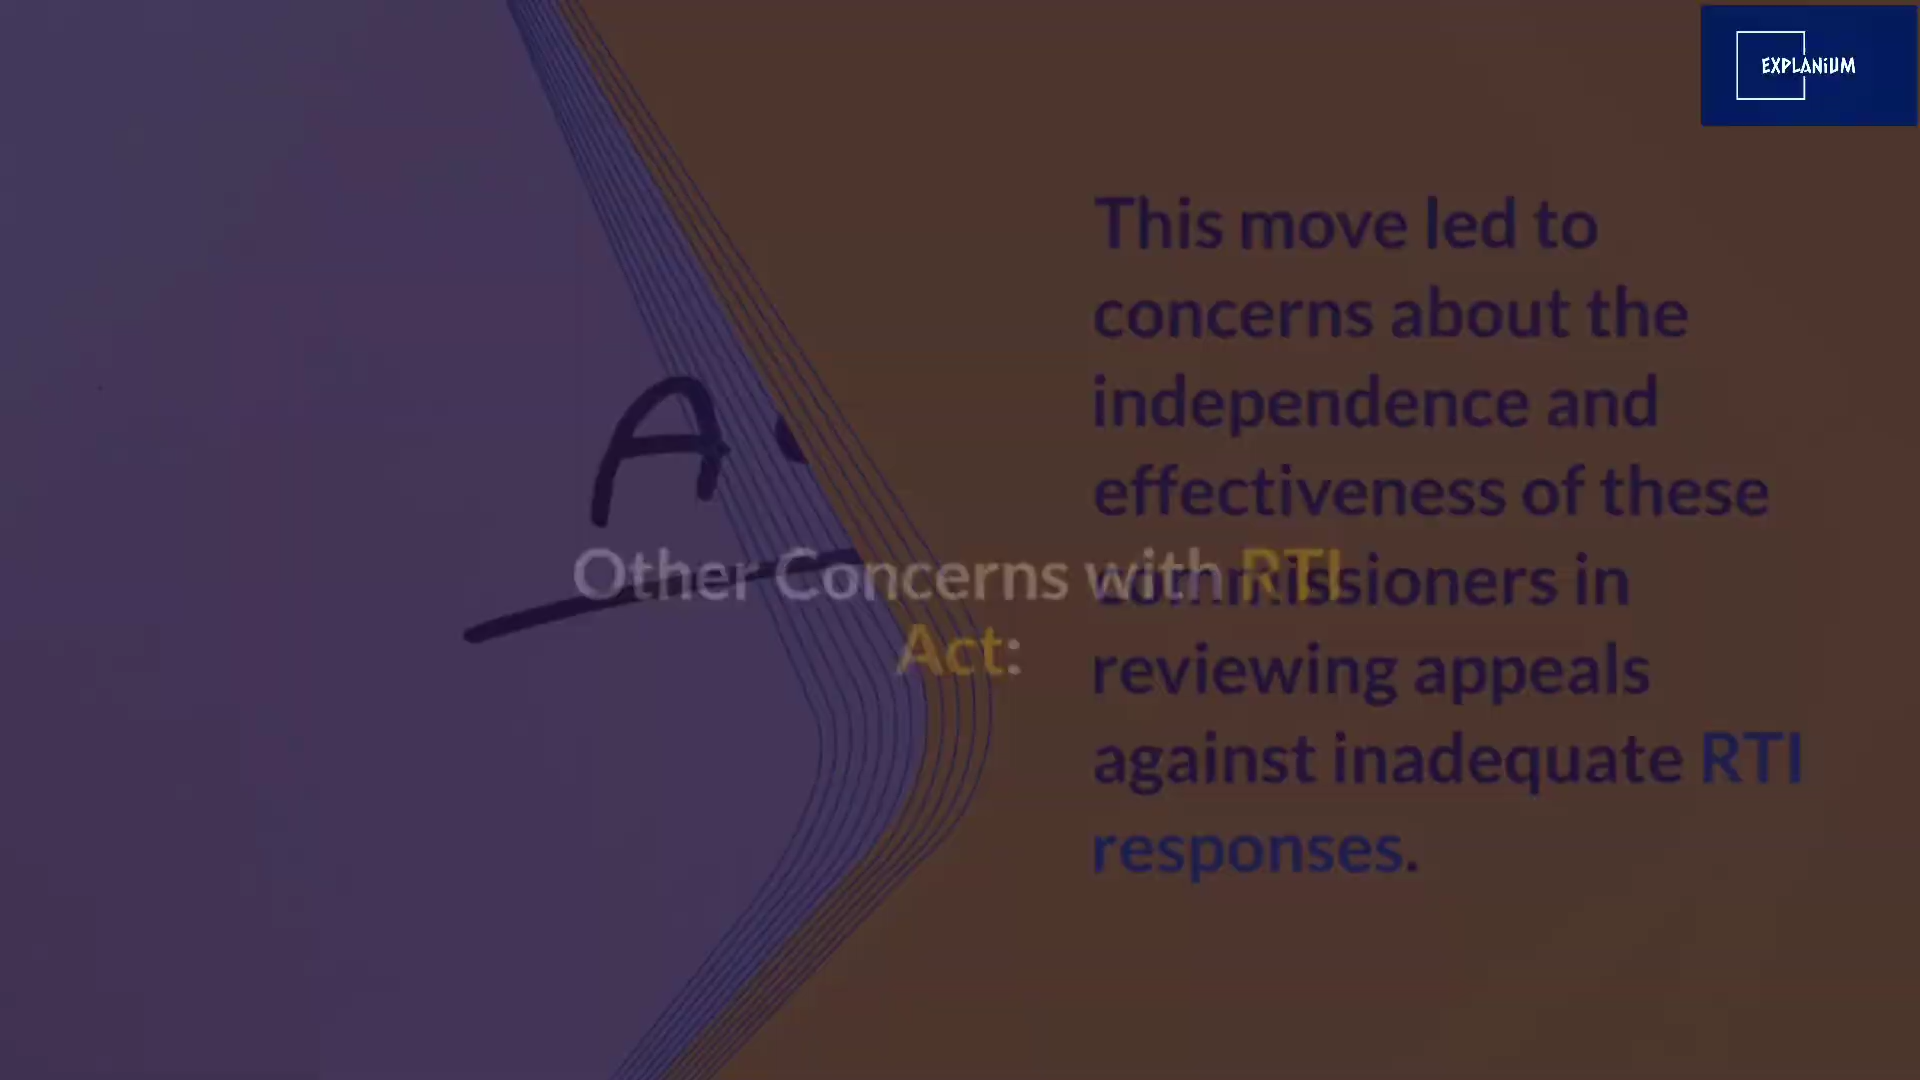 EXPLANiUM
This move led to
concerns about the
independence and
effectiveness of these
commissioners in
reviewing appeals
against inadequate RTI
responses.
Other Concerns with RTI
Act:
A